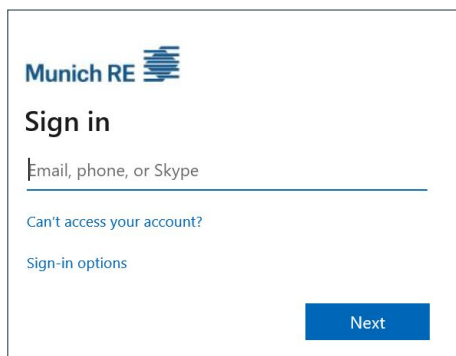 Munich RE
Sign in
Email, phone, or Skype
Can't access your account?
Sign-in options
Next